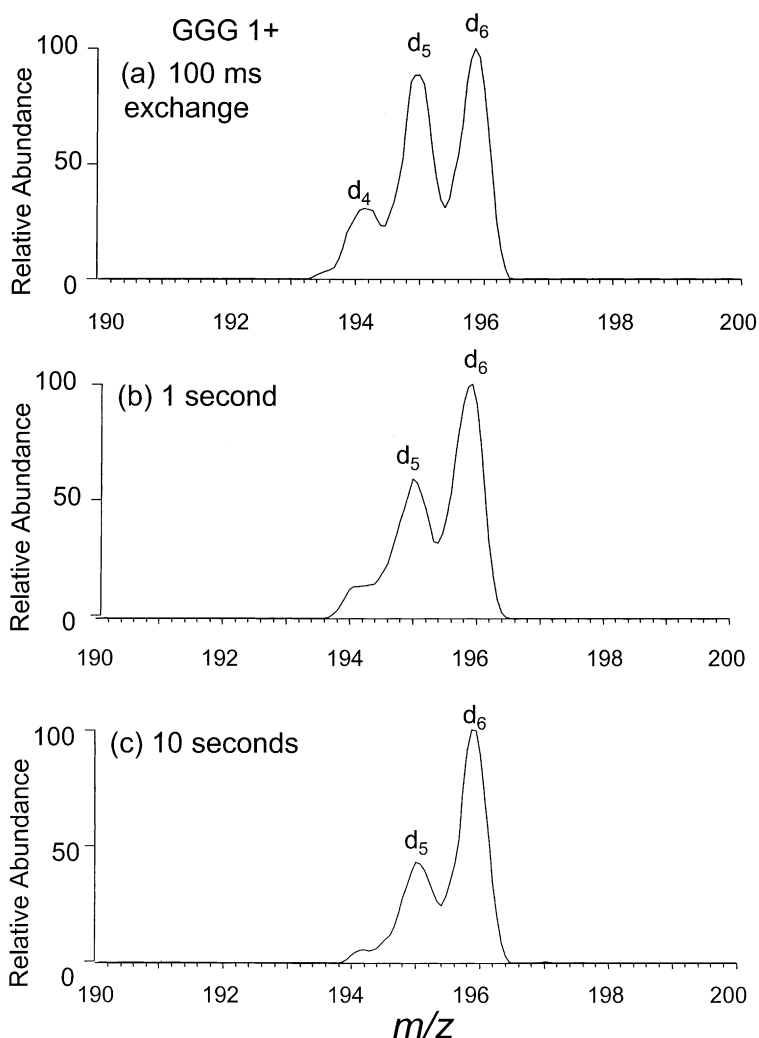 GGG 1+
(a) 100 ms
exchange
d4
d5
d6
Relative Abundance
100
50
0
190 192 194 196 198 200
(b) 1 second
d5
d6
Relative Abundance
100
50
0
190 192 194 196 198 200
(c) 10 seconds
d5
d6
Relative Abundance
100
50
0
190 192 194 196 198 200
m/z